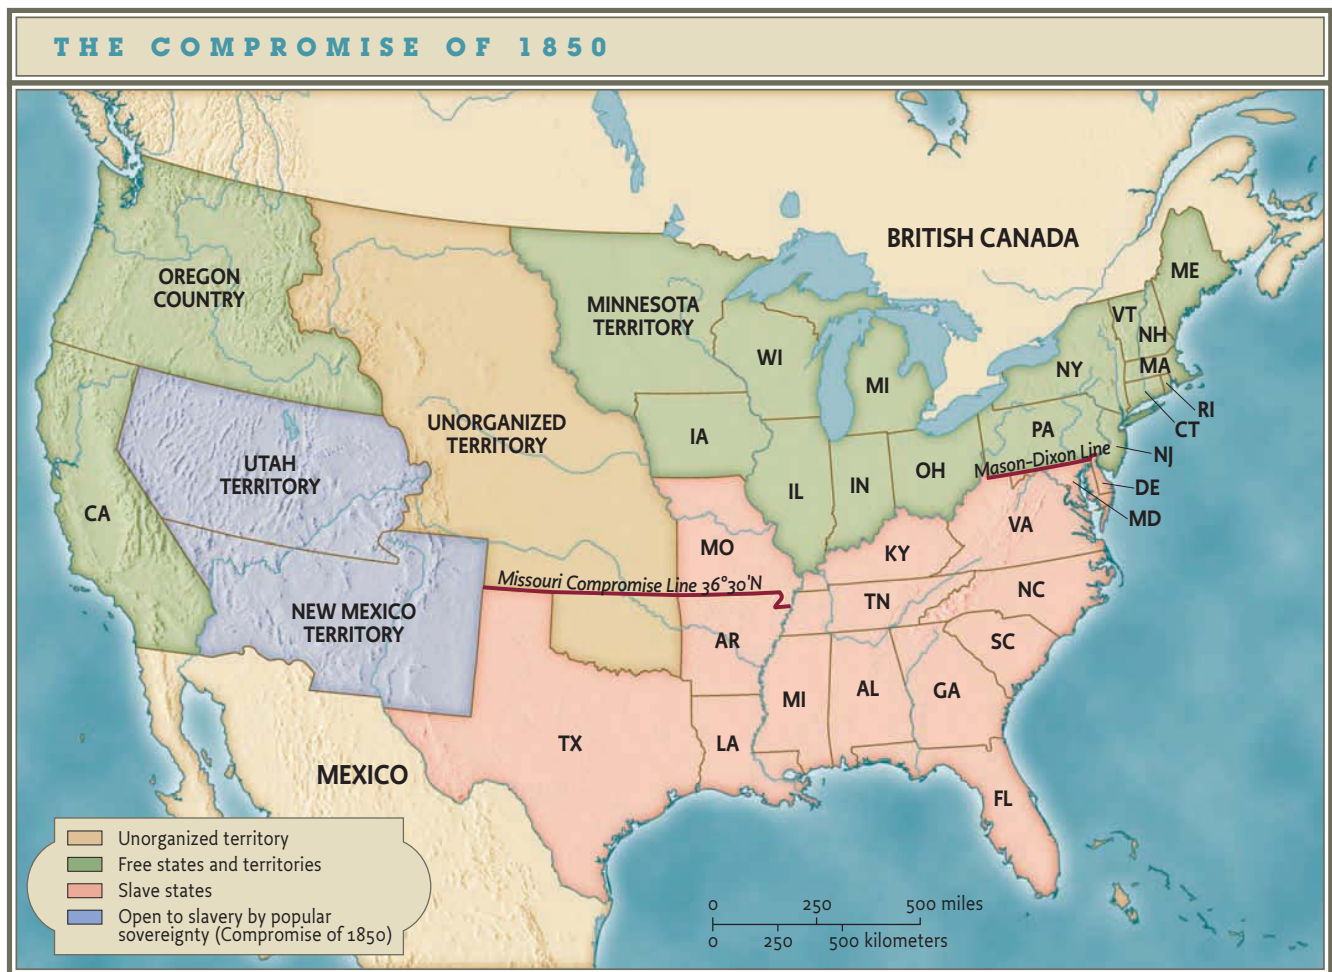 THE COMPROMISE OF 1850
BRITISH CANADA
OREGON
COUNTRY
MINNESOTA
TERRITORY
ME
VT
NH
WI
MI
NY
MA
RI
CT
UNORGANIZED
TERRITORY
IA
PA
Mason–Dixon Line
NJ
UTAH
TERRITORY
IL
IN
OH
DE
MD
CA
MO
KY
VA
Missouri Compromise Line 36°30'N
NEW MEXICO
TERRITORY
TN
NC
AR
SC
MI
AL
GA
TX
LA
MEXICO
FL
Unorganized territory
Free states and territories
Slave states
Open to slavery by popular
sovereignty (Compromise of 1850)
0 250 500 miles
0 250 500 kilometers